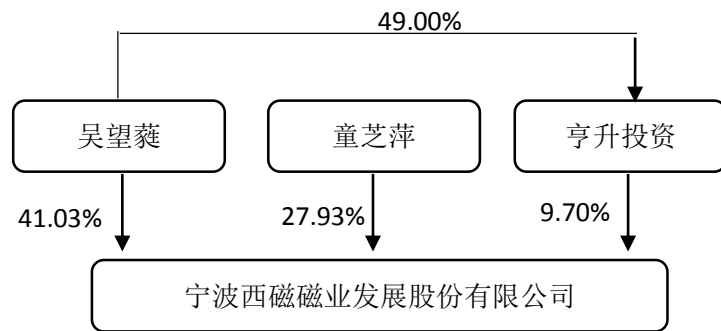 49.00%
吴望蕤
童芝萍
亨升投资
41.03%
27.93%
9.70%
宁波西磁磁业发展股份有限公司